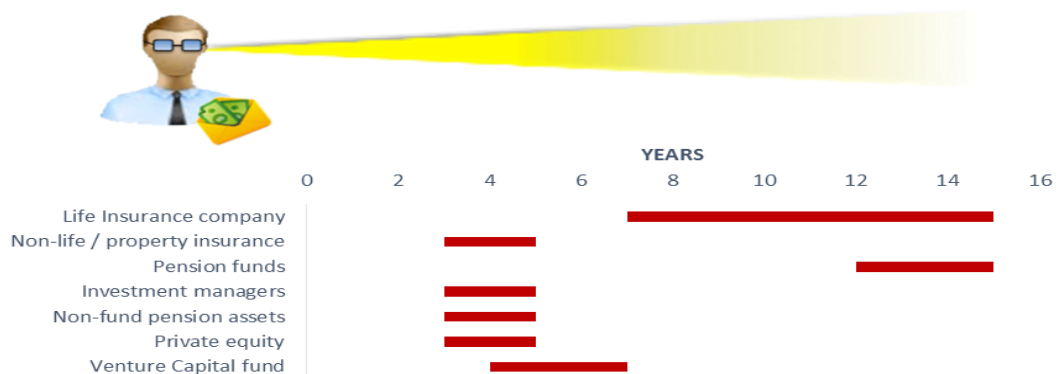 YEARS
0 2 4 6 8 10 12 14 16
Life Insurance company
Non-life / property insurance
Pension funds
Investment managers
Non-fund pension assets
Private equity
Venture Capital fund